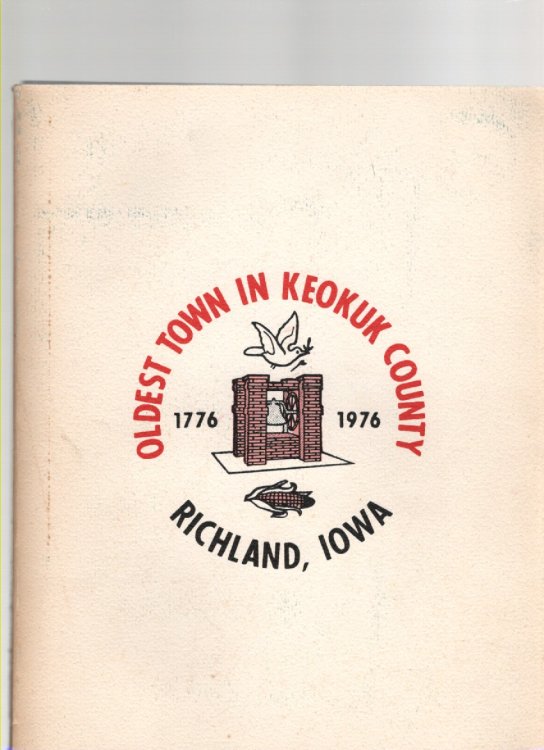 OLDEST TOWN IN KEOKUK COUNTY
1776 1976
RICHLAND, IOWA